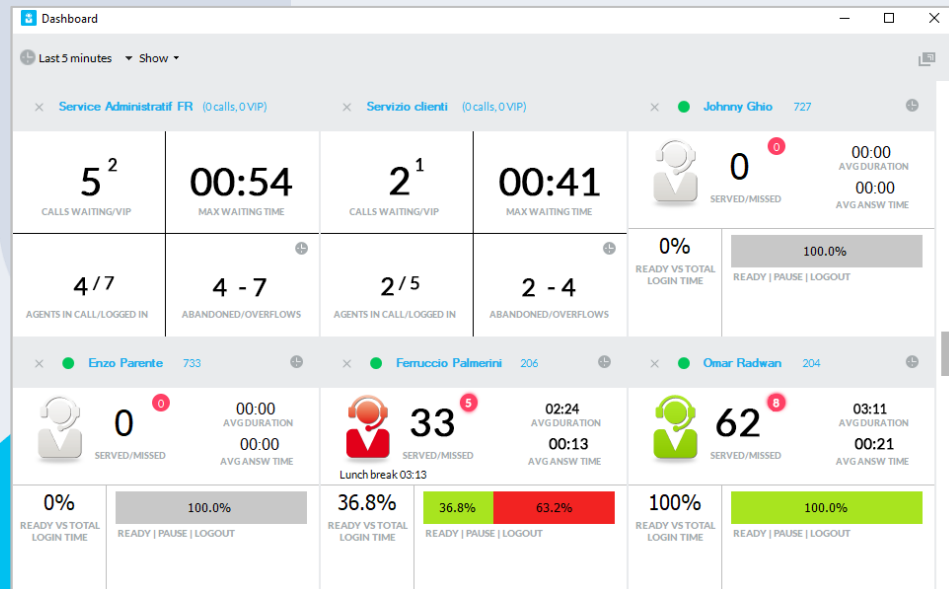 Dashboard
Last 5 minutes Show
Service Administratif FR (0 calls, 0 VIP)
5 2
CALLS WAITING/VIP
00:54
MAX WAITING TIME
4 / 7
AGENTS IN CALL/LOGGED IN
4 - 7
ABANDONED/OVERFLOWS
Servizio clienti (0 calls, 0 VIP)
2 1
CALLS WAITING/VIP
00:41
MAX WAITING TIME
2 / 5
AGENTS IN CALL/LOGGED IN
2 - 4
ABANDONED/OVERFLOWS
Johnny Ghio 727
0 0
SERVED/MISSED
00:00
AVG DURATION
00:00
AVG ANSW TIME
0%
READY VS TOTAL
LOGIN TIME
100.0%
READY | PAUSE | LOGOUT
Enzo Parente 733
0 0
SERVED/MISSED
00:00
AVG DURATION
00:00
AVG ANSW TIME
0%
READY VS TOTAL
LOGIN TIME
100.0%
READY | PAUSE | LOGOUT
Ferruccio Palmerini 206
33 5
SERVED/MISSED
Lunch break 03:13
02:24
AVG DURATION
00:13
AVG ANSW TIME
36.8%
READY VS TOTAL
LOGIN TIME
36.8% 63.2%
READY | PAUSE | LOGOUT
Omar Radwan 204
62 8
SERVED/MISSED
03:11
AVG DURATION
00:21
AVG ANSW TIME
100%
READY VS TOTAL
LOGIN TIME
100.0%
READY | PAUSE | LOGOUT